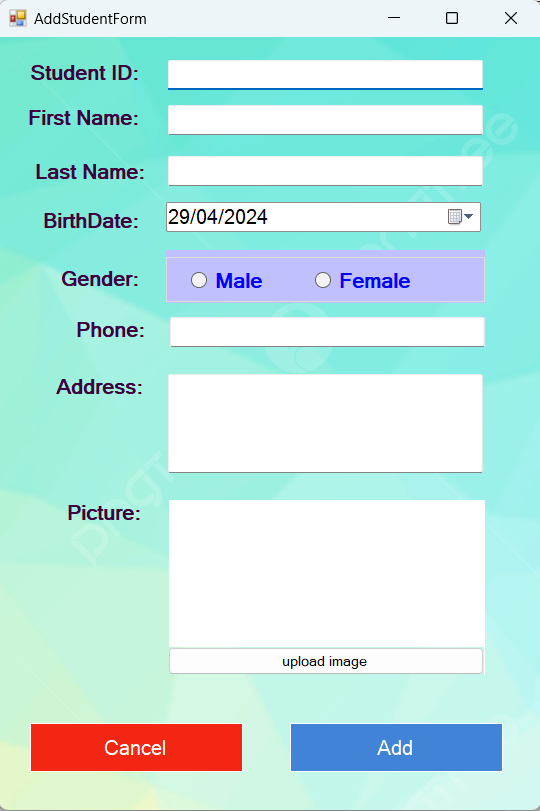 AddStudentForm
Student ID:
First Name:
Last Name:
BirthDate: 29/04/2024
Gender: Male Female
Phone:
Address:
Picture:
upload image
Cancel Add